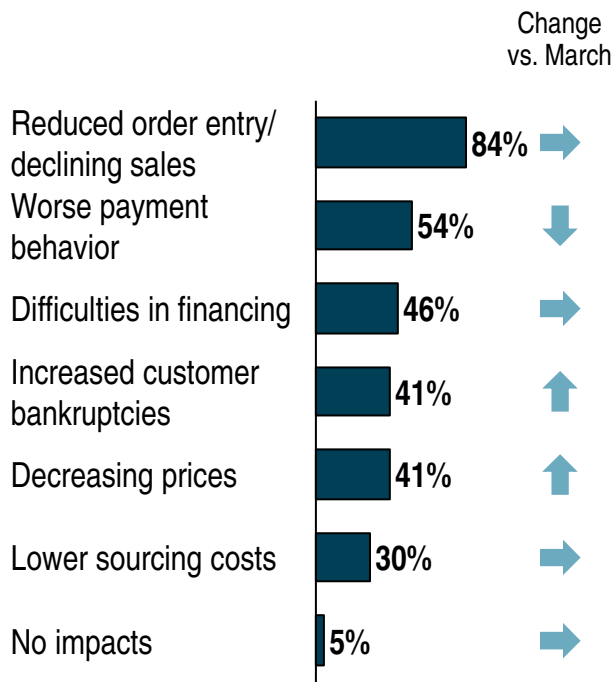 Change
vs. March
Reduced order entry/
declining sales
84%
Worse payment
behavior
54%
Difficulties in financing
46%
Increased customer
bankruptcies
41%
Decreasing prices
41%
Lower sourcing costs
30%
No impacts
5%